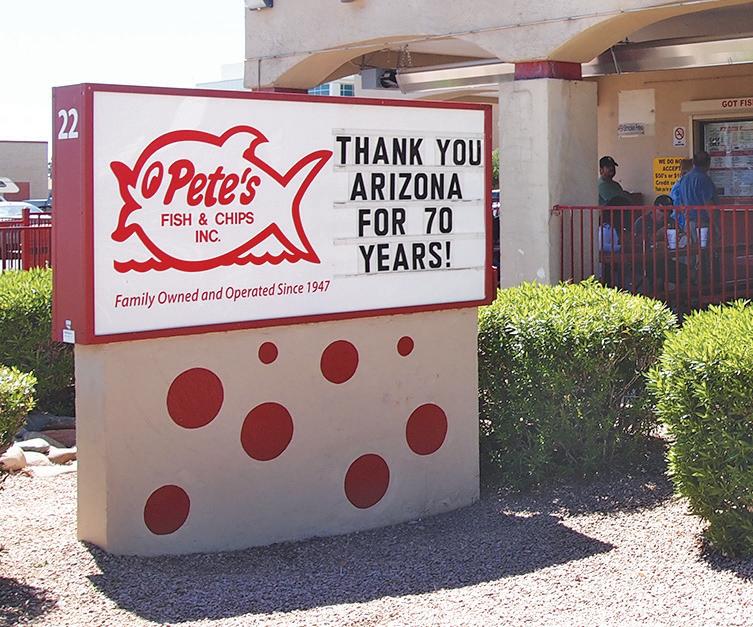 22
Pete's
FISH & CHIPS
INC.
Family Owned and Operated Since 1947
THANK YOU
ARIZONA
FOR 70
YEARS!
GOT FIS
WE DO NOT
ACCEPT